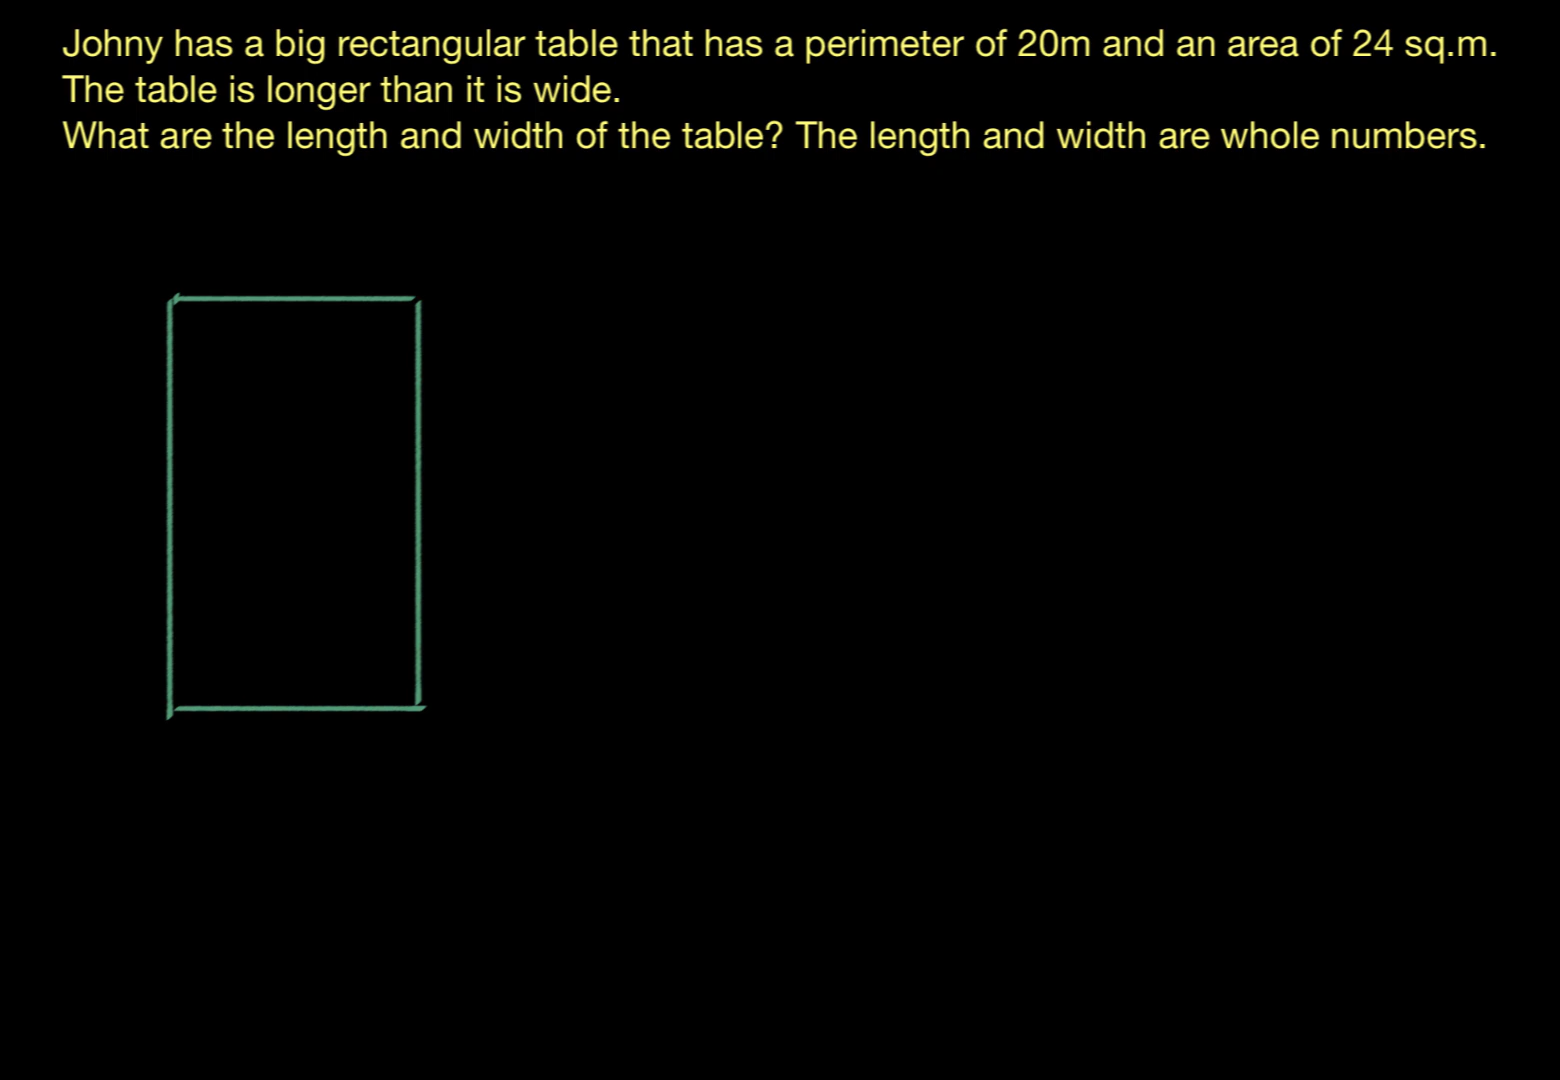 Johny has a big rectangular table that has a perimeter of 20m and an area of 24 sq.m.
The table is longer than it is wide.
What are the length and width of the table? The length and width are whole numbers.